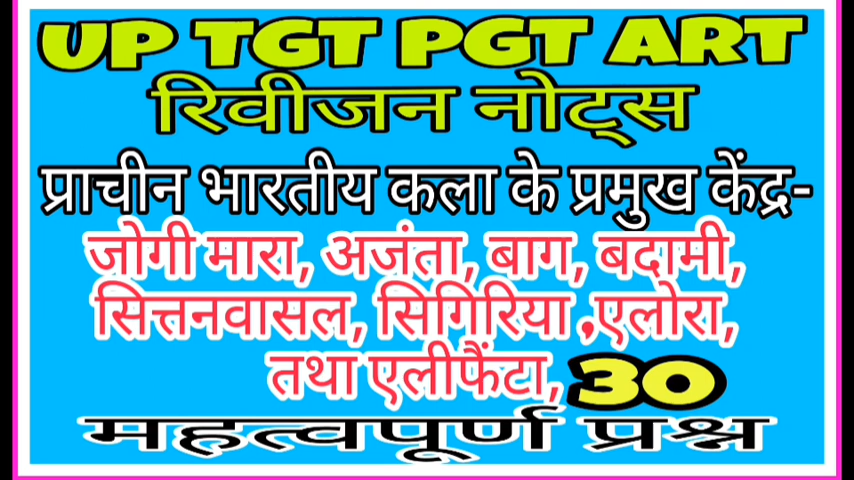 UP TGT PGT ART
रिवीजन नोट्स
प्राचीन भारतीय कला के प्रमुख केंद्र-
जोगी मारा, अजंता, बाग, बदामी,
सित्तनवासल, सिगिरिया ,एलोरा,
तथा एलीफैंटा, 30
महत्वपूर्ण प्रश्न